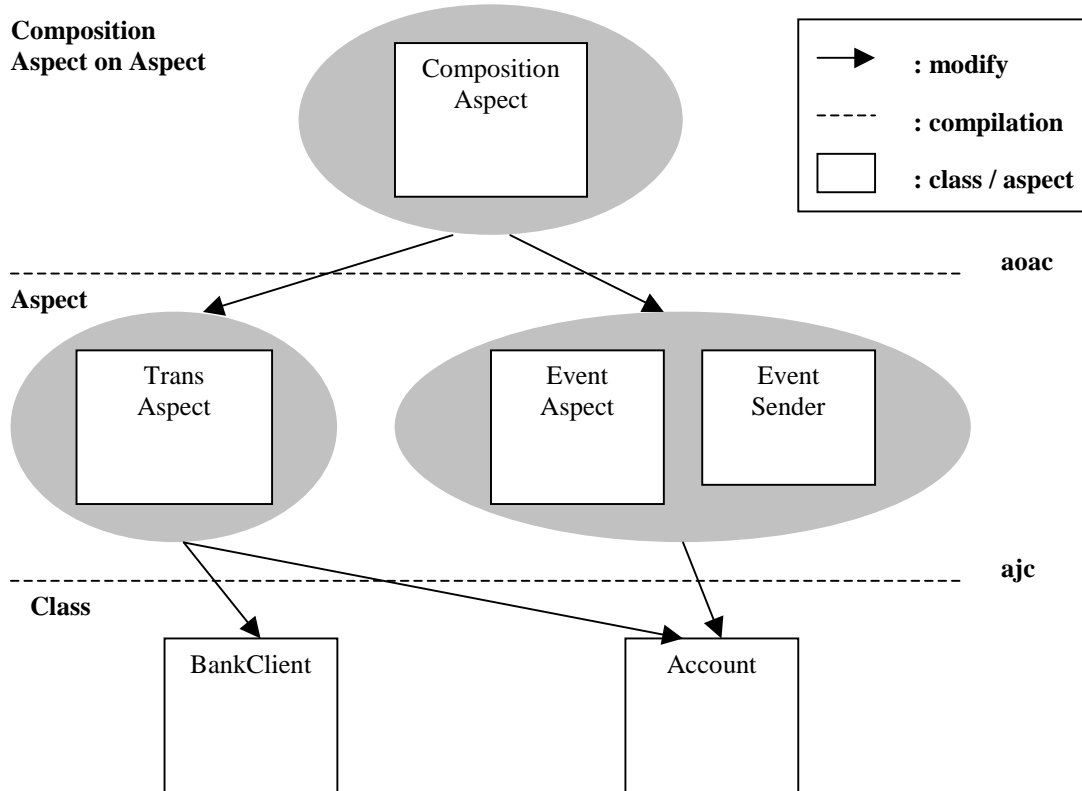 Composition
Aspect on Aspect
Composition
Aspect
: modify
: compilation
: class / aspect
aoac
Aspect
Trans
Aspect
Event
Aspect
Event
Sender
ajc
Class
BankClient
Account